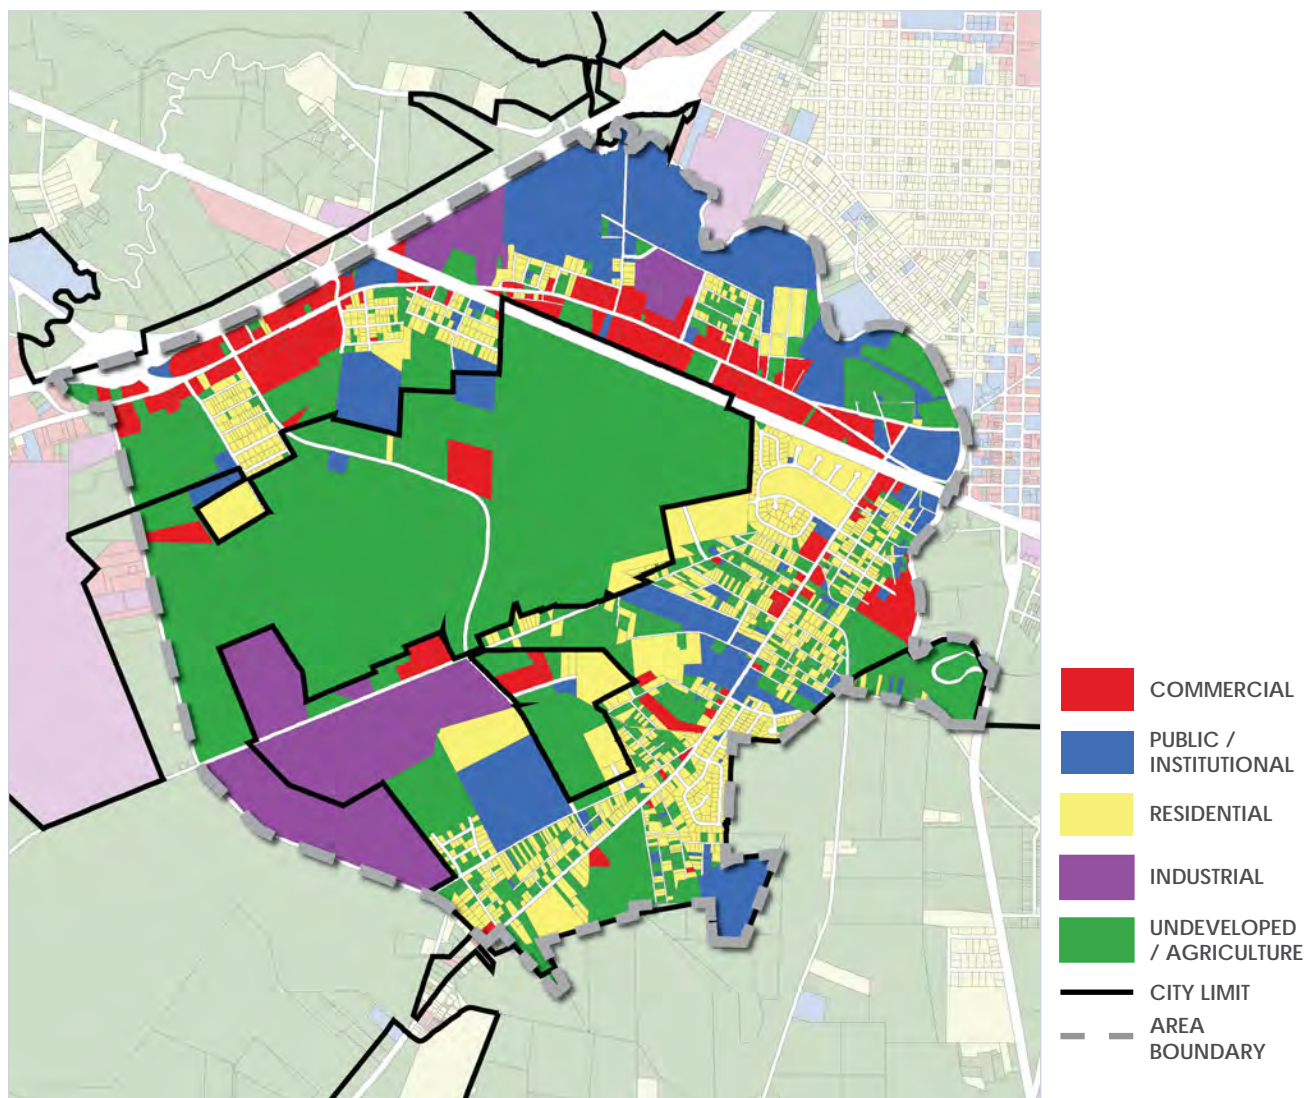 COMMERCIAL
PUBLIC /
INSTITUTIONAL
RESIDENTIAL
INDUSTRIAL
UNDEVELOPED
/ AGRICULTURE
CITY LIMIT
AREA
BOUNDARY